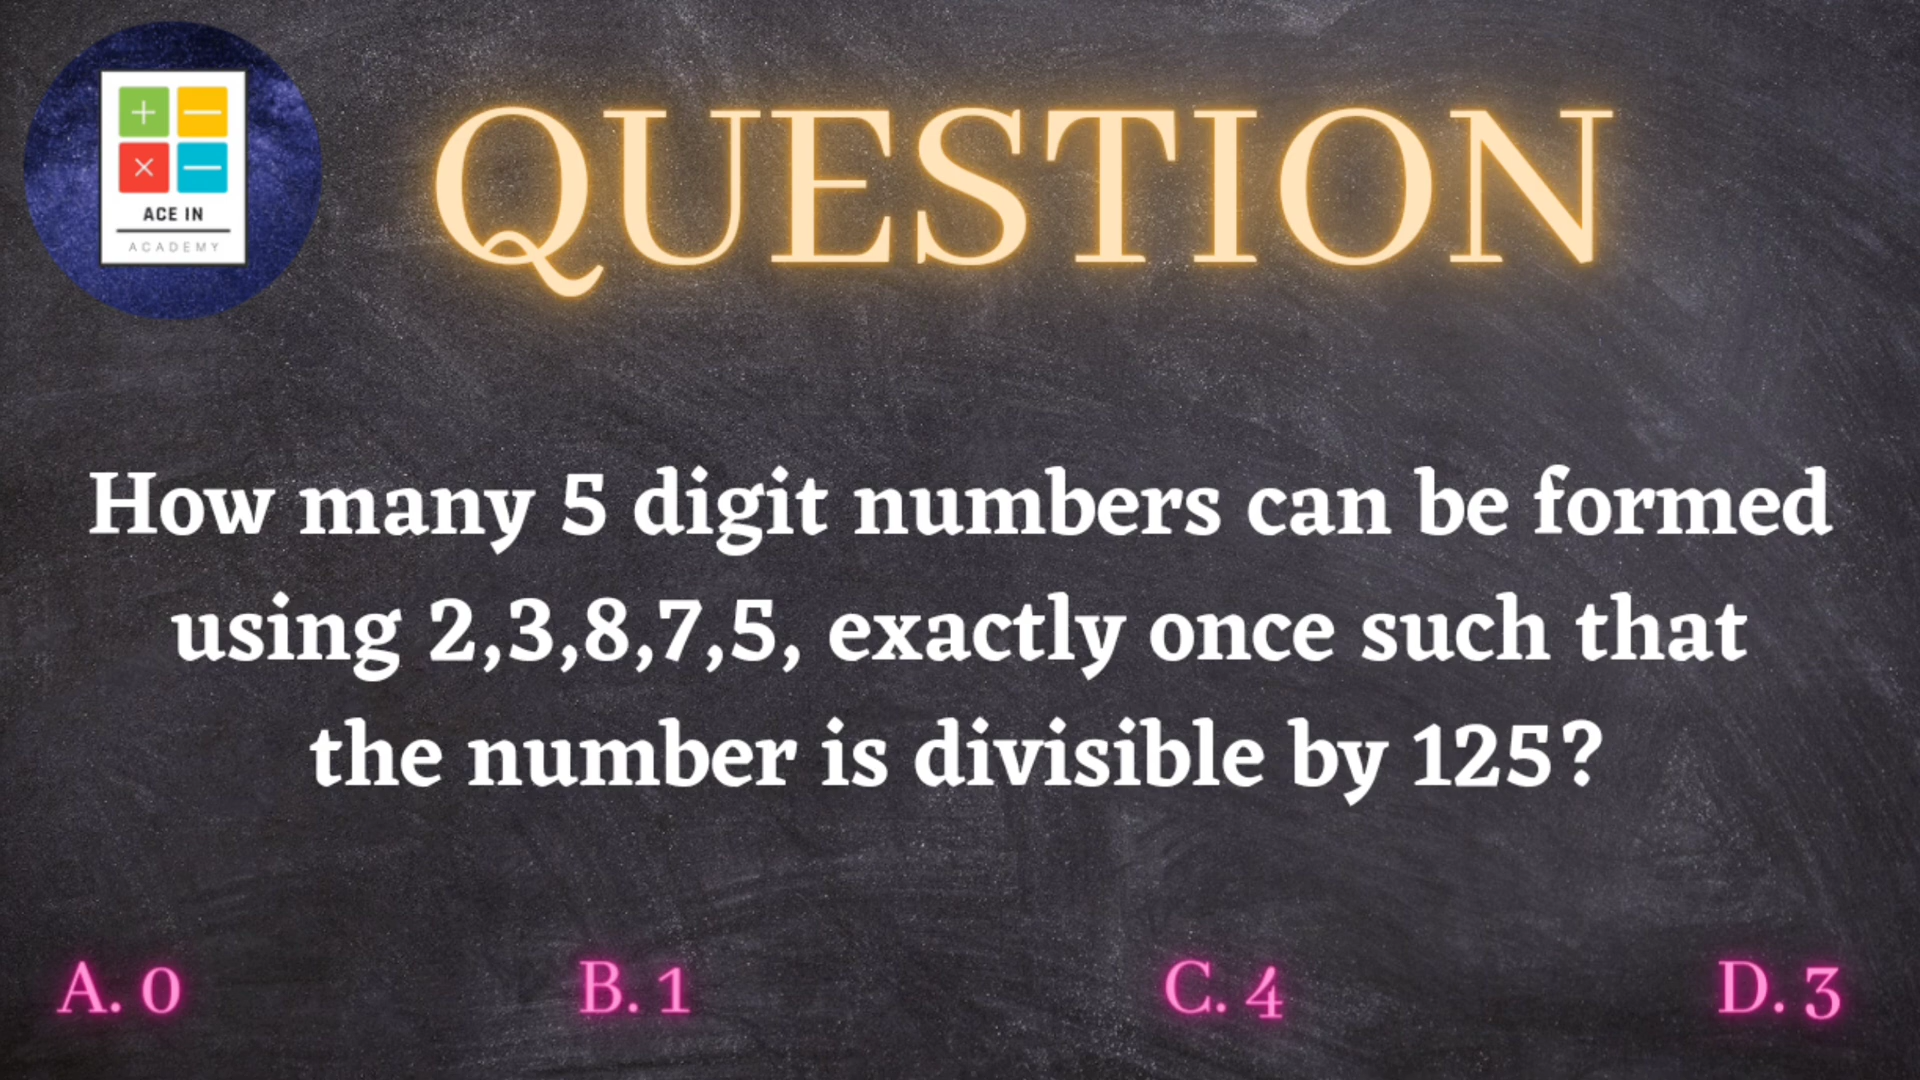 ACE IN
ACADEMY
QUESTION
How many 5 digit numbers can be formed
using 2,3,8,7,5, exactly once such that
the number is divisible by 125?
A. 0
B. 1
C. 4
D. 3